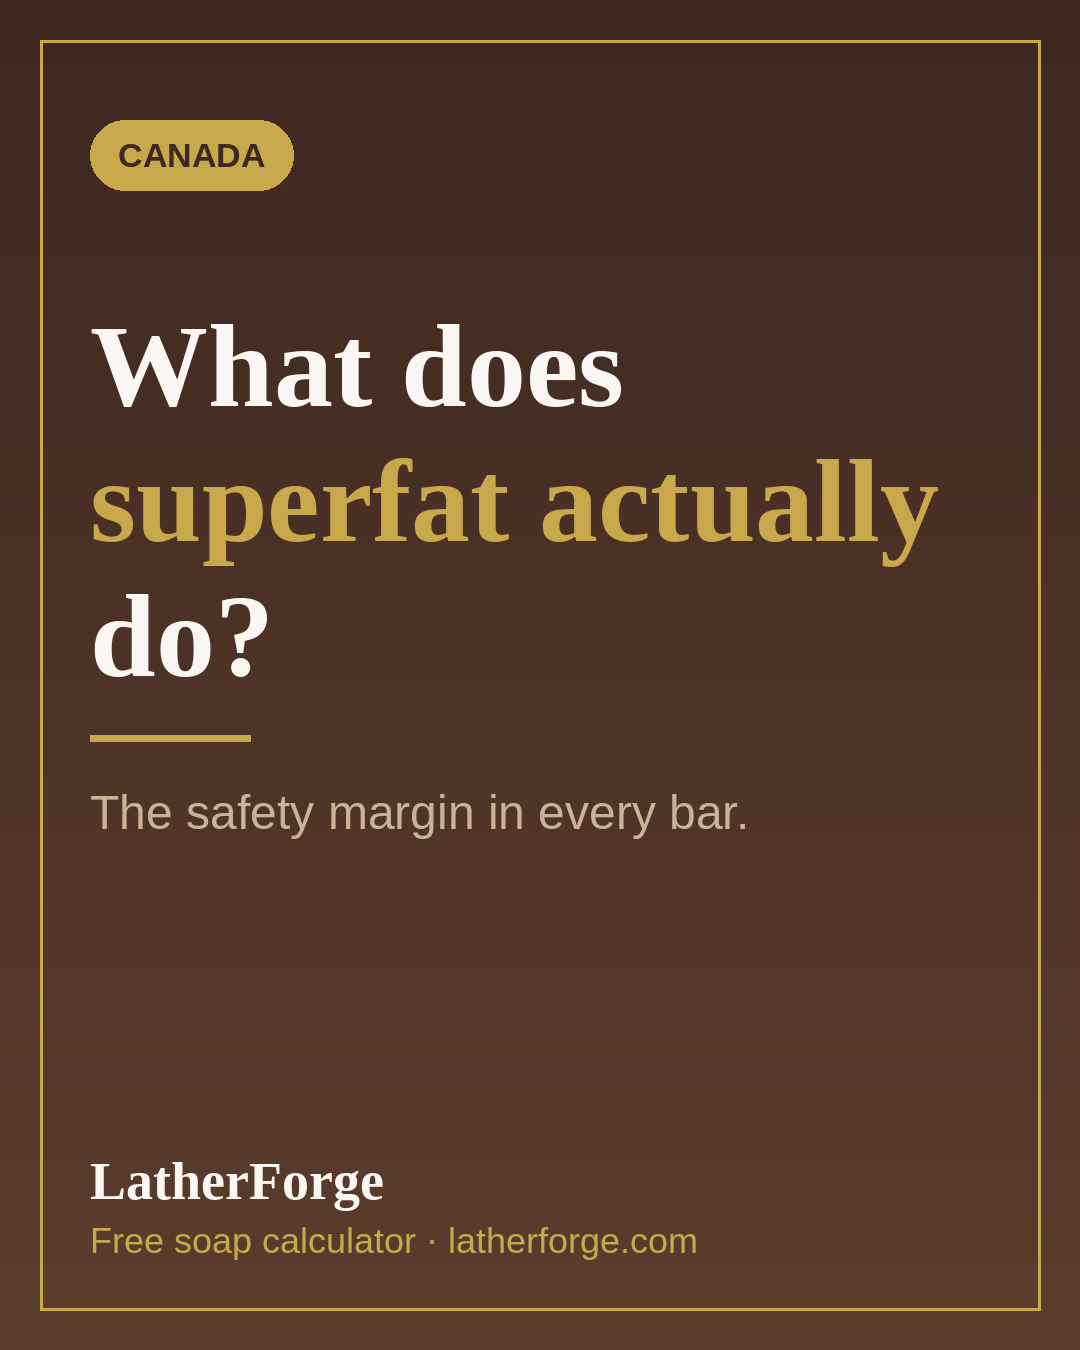 CANADA
What does
superfat actually
do?
The safety margin in every bar.
LatherForge
Free soap calculator · latherforge.com